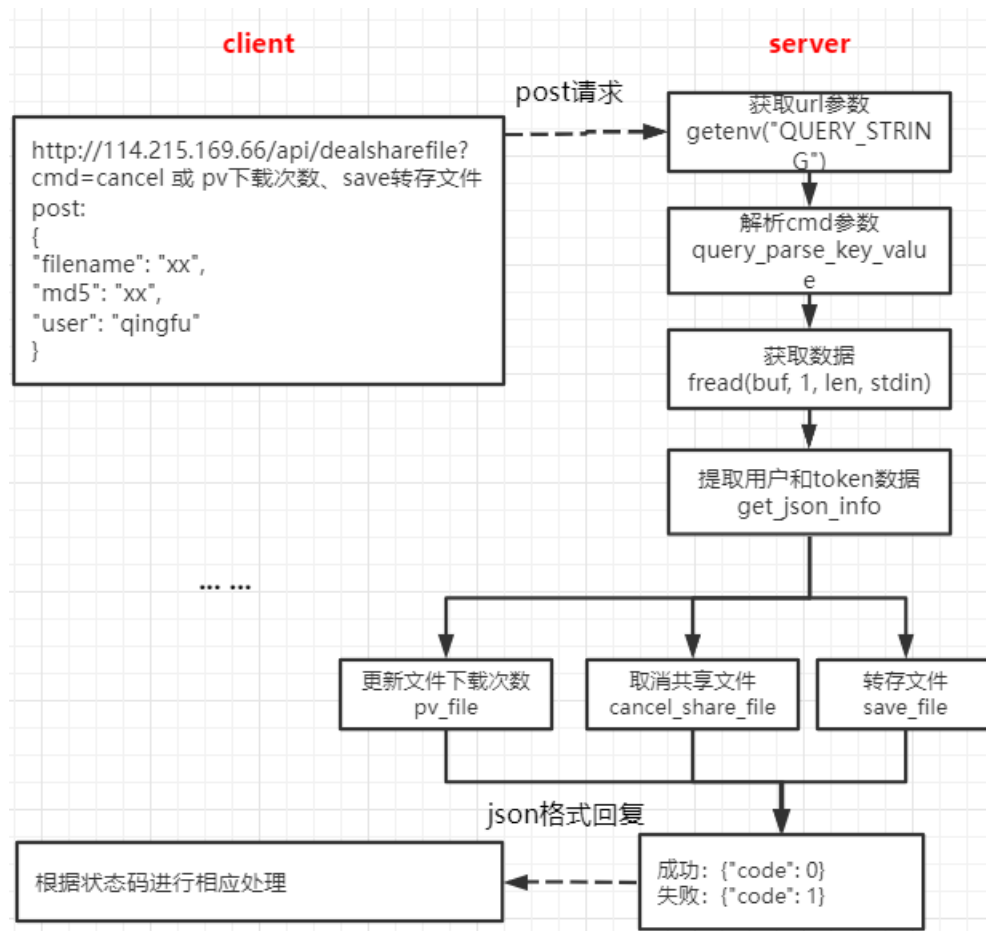 client
server
post请求
http://114.215.169.66/api/dealsharefile?
cmd=cancel 或 pv下载次数、save转存文件
post:
{
"filename": "xx",
"md5": "xx",
"user": "qingfu"
}
获取url参数
getenv("QUERY_STRIN
G")
解析cmd参数
query_parse_key_valu
e
获取数据
fread(buf, 1, len, stdin)
提取用户和token数据
get_json_info
... ...
更新文件下载次数
pv_file
取消共享文件
cancel_share_file
转存文件
save_file
json格式回复
成功：{"code": 0}
失败：{"code": 1}
根据状态码进行相应处理